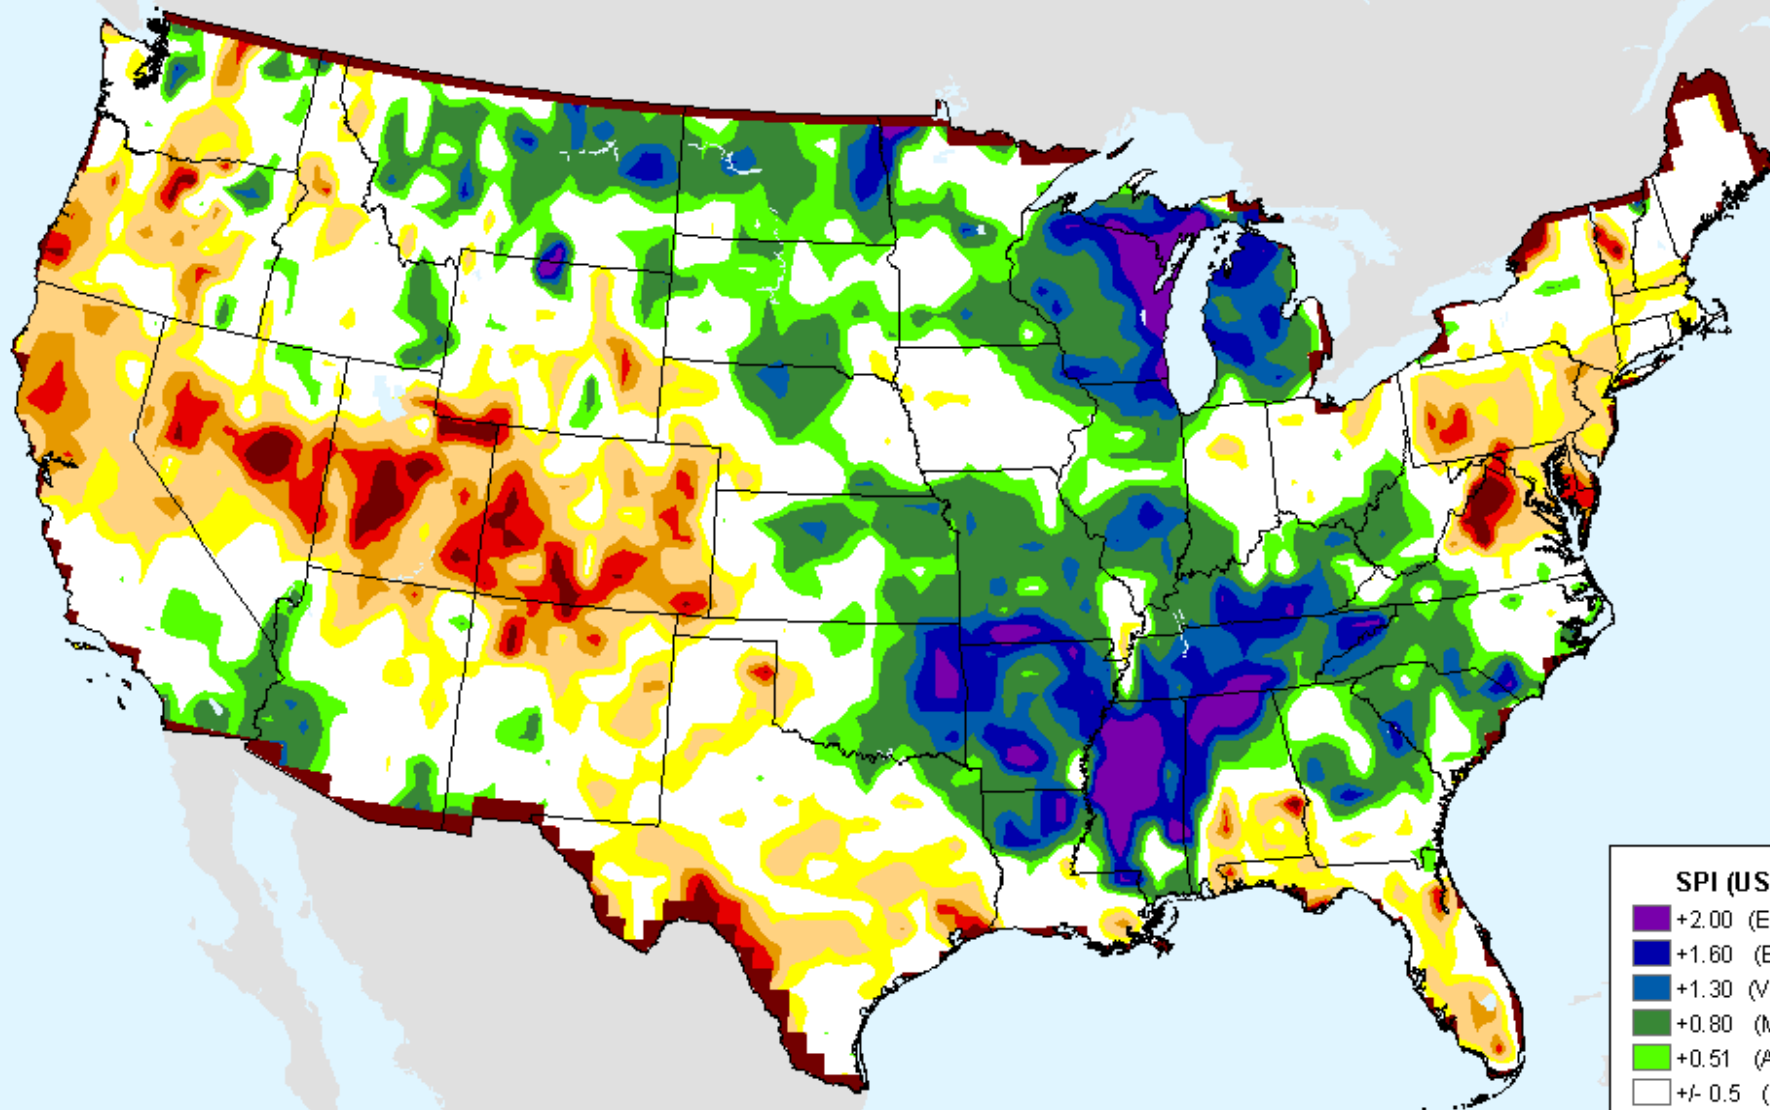 SPI (US
+2.00 (E
+1.60 (E
+1.30 (V
+0.80 (M
+0.51 (A
+/- 0.5 (